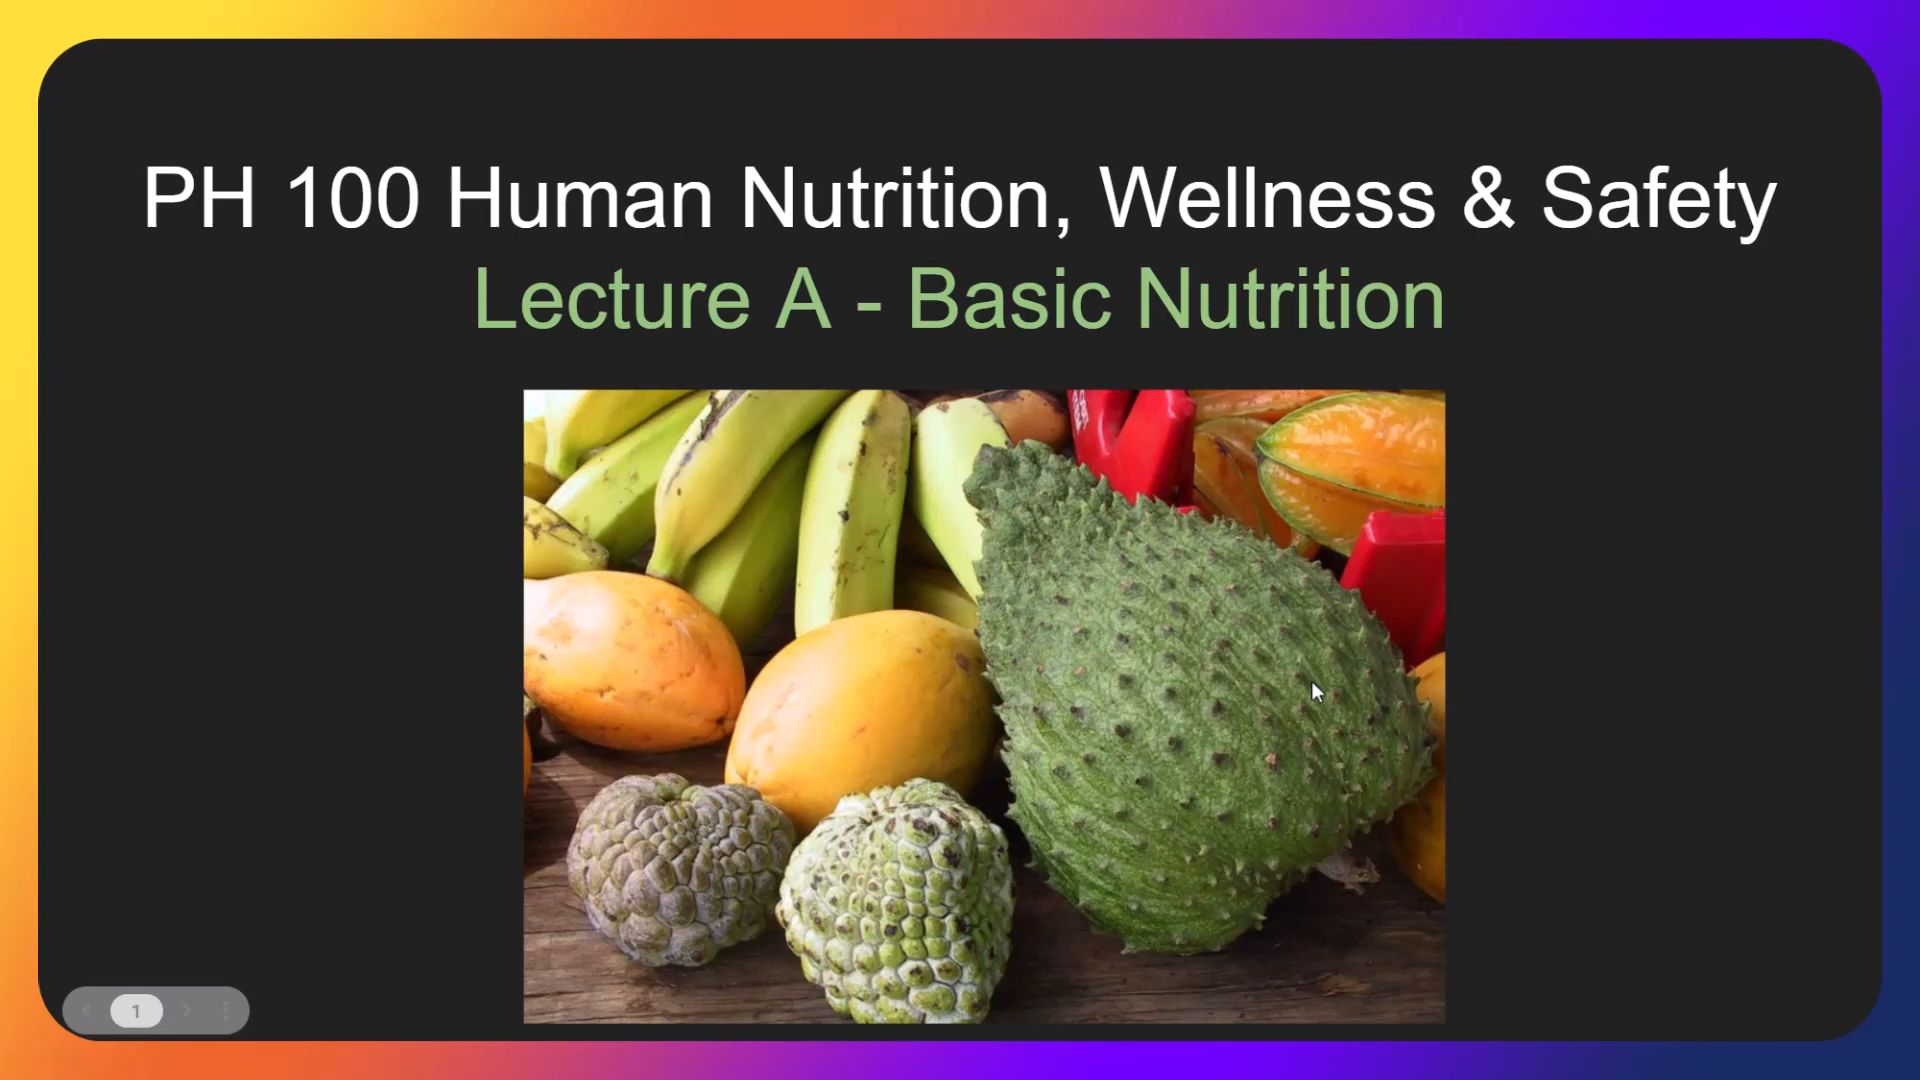 PH 100 Human Nutrition, Wellness & Safety
Lecture A - Basic Nutrition
1